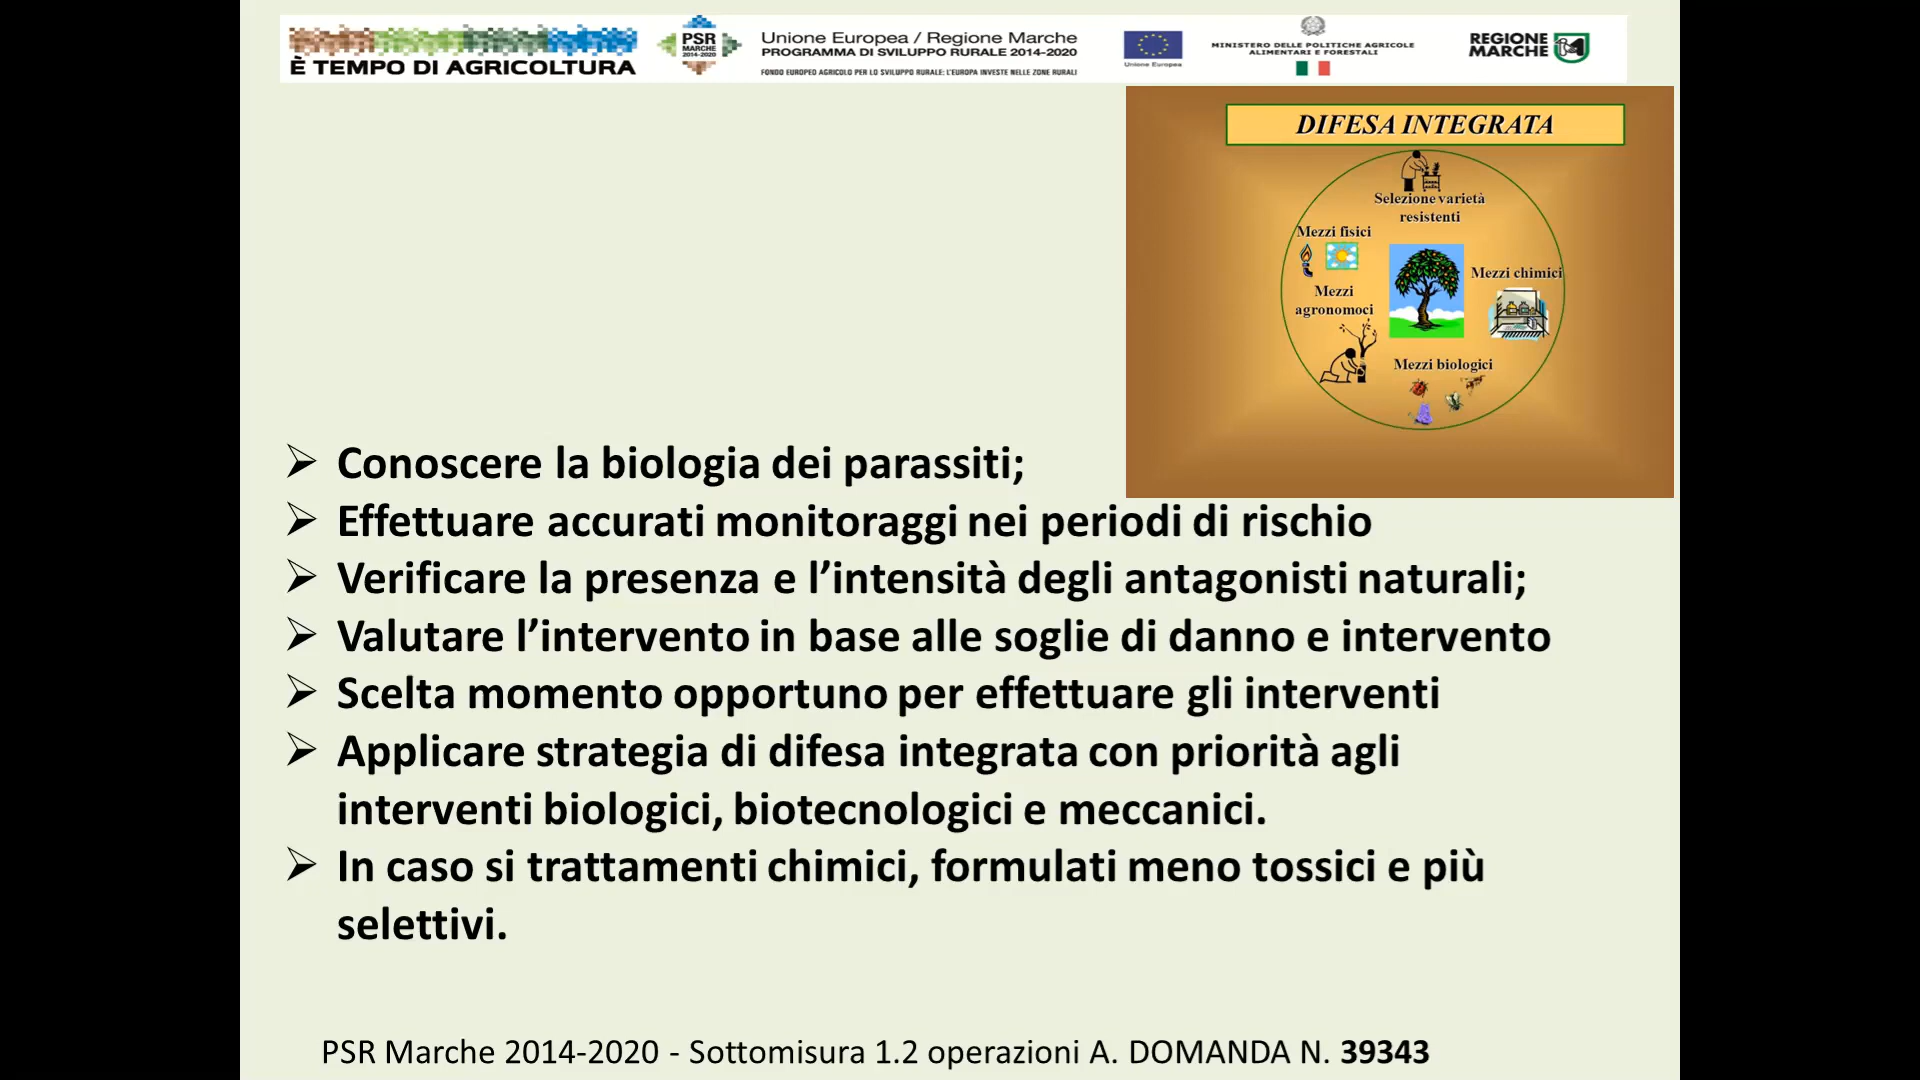 È TEMPO DI AGRICOLTURA
PSR
MARCHE
2014-2020
Unione Europea / Regione Marche
PROGRAMMA DI SVILUPPO RURALE 2014-2020
FONDO EUROPEO AGRICOLO PER LO SVILUPPO RURALE: L'EUROPA INVESTE NELLE ZONE RURALI
Unione Europea
MINISTERO DELLE POLITICHE AGRICOLE
ALIMENTARI E FORESTALI
REGIONE
MARCHE
DIFESA INTEGRATA
Selezione varietà
resistenti
Mezzi fisici
Mezzi chimici
Mezzi
agronomoci
Mezzi biologici
➢ Conoscere la biologia dei parassiti;
➢ Effettuare accurati monitoraggi nei periodi di rischio
➢ Verificare la presenza e l’intensità degli antagonisti naturali;
➢ Valutare l’intervento in base alle soglie di danno e intervento
➢ Scelta momento opportuno per effettuare gli interventi
➢ Applicare strategia di difesa integrata con priorità agli
interventi biologici, biotecnologici e meccanici.
➢ In caso si trattamenti chimici, formulati meno tossici e più
selettivi.
PSR Marche 2014-2020 - Sottomisura 1.2 operazioni A. DOMANDA N. 39343